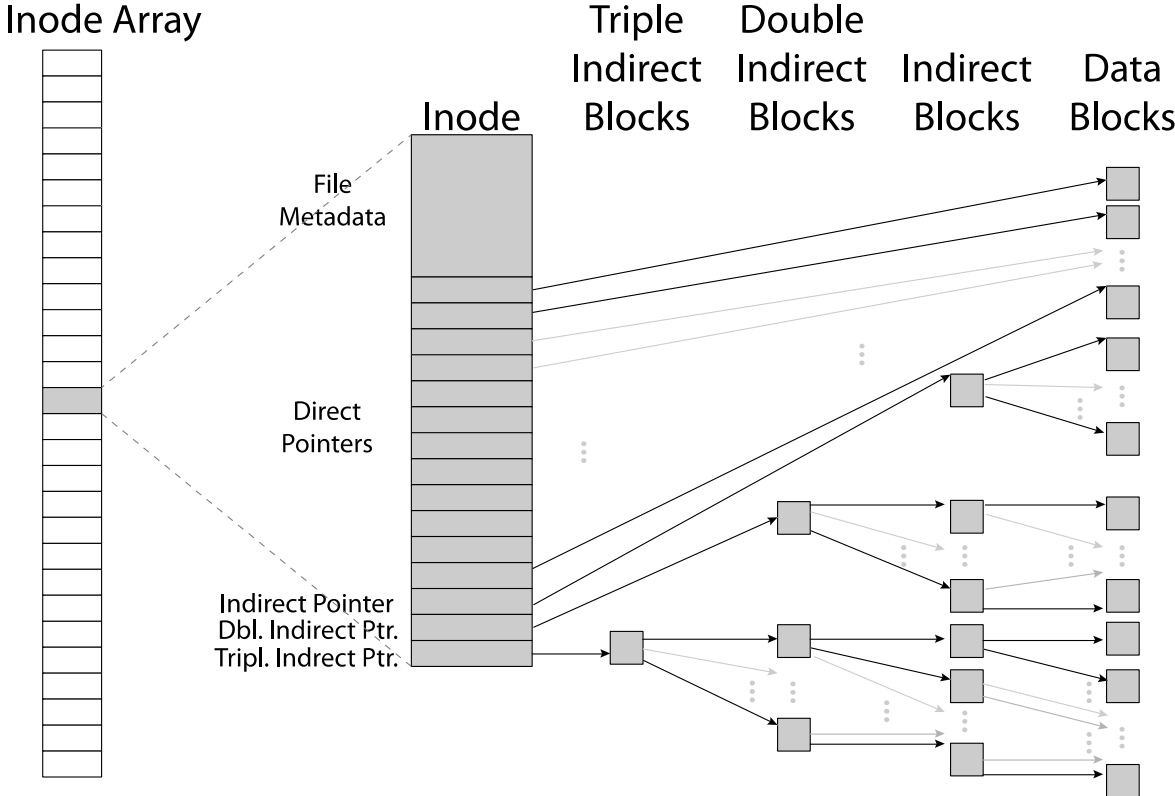 Inode Array
Triple
Indirect
Blocks
Double
Indirect
Blocks
Indirect
Blocks
Data
Blocks
Inode
File
Metadata
Direct
Pointers
Indirect Pointer
Dbl. Indirect Ptr.
Tripl. Indrect Ptr.